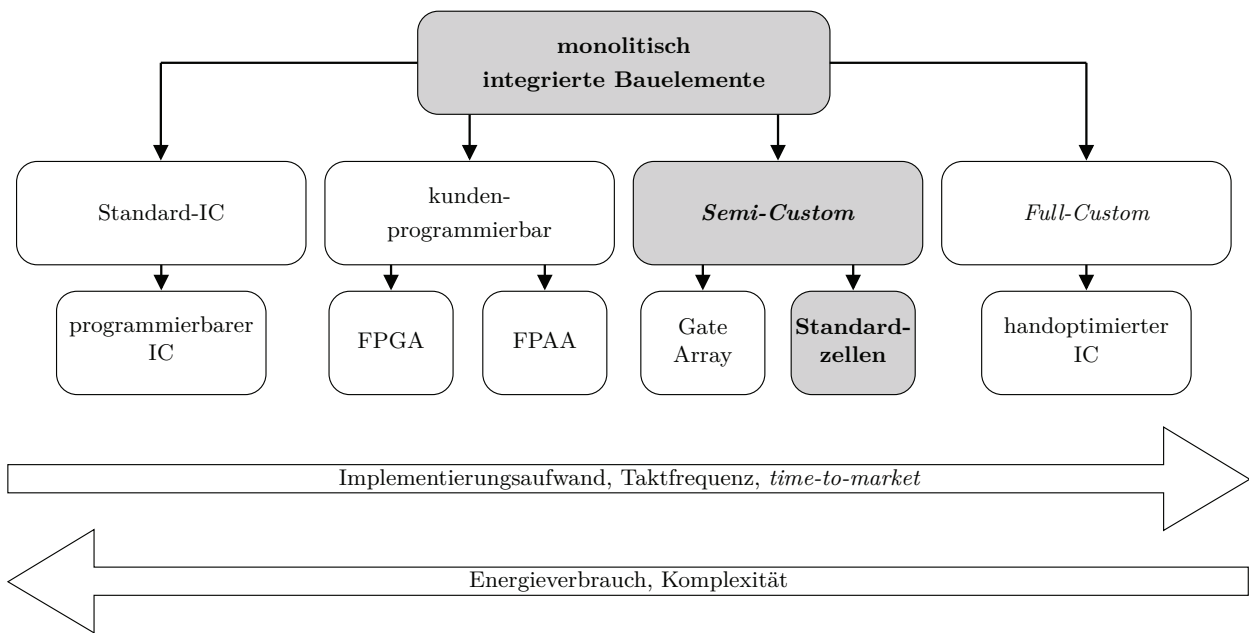 monolitisch
integrierte Bauelemente
Standard-IC
kunden-
programmierbar
Semi-Custom
Full-Custom
programmierbarer
IC
FPGA
FPAA
Gate
Array
Standard-
zellen
handoptimierter
IC
Implementierungsaufwand, Taktfrequenz, time-to-market
Energieverbrauch, Komplexität